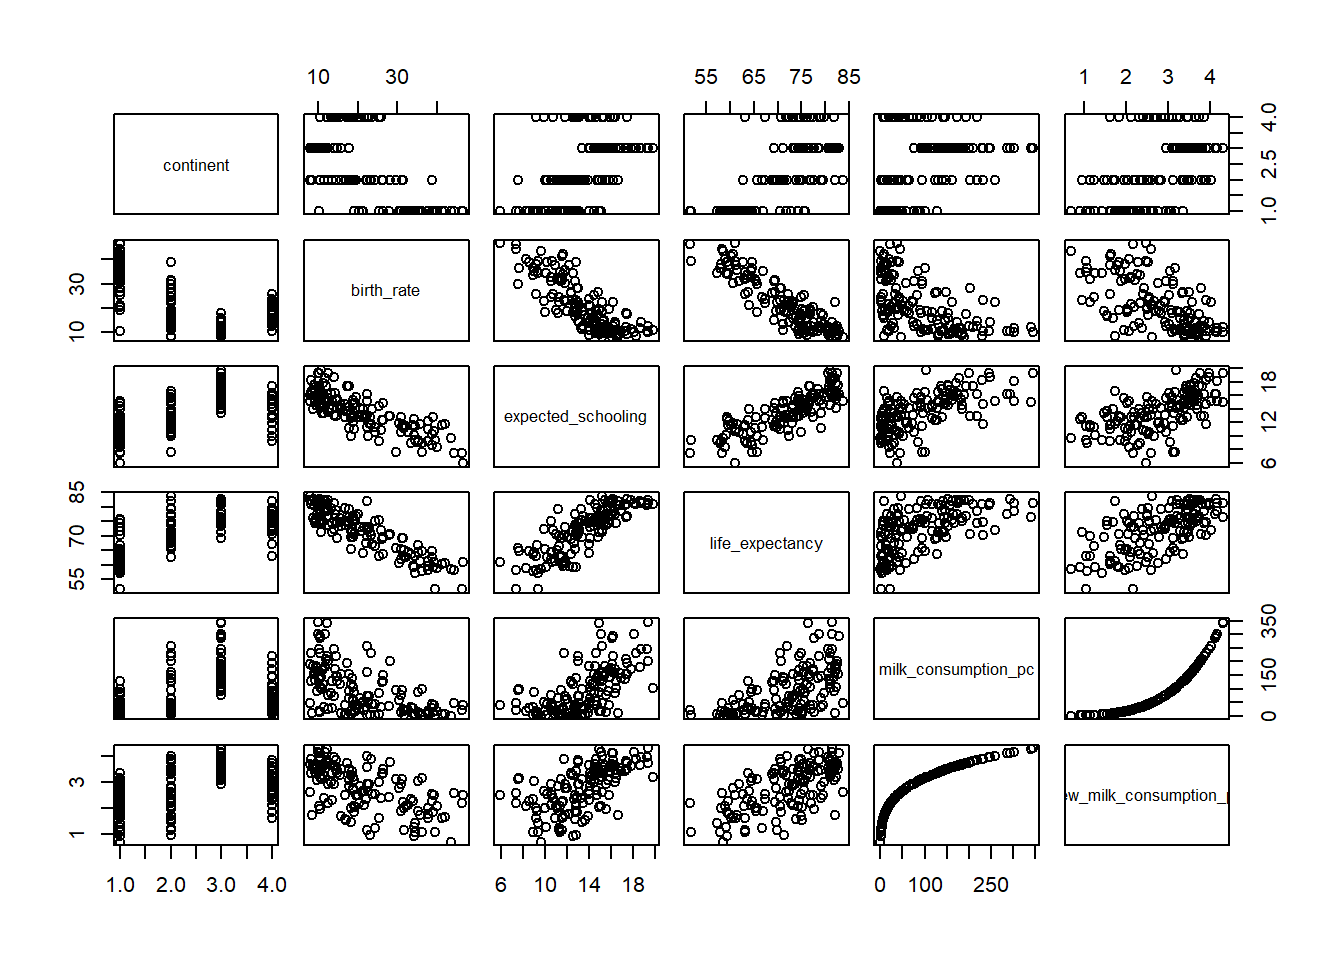 10 30
55 65 75 85
1 2 3 4
continent
1.0 2.5 4.0
10 30
birth_rate
expected_schooling
6 12 18
55 70 85
life_expectancy
milk_consumption_pc
0 150 350
1 3
ew_milk_consumption_
1.0 2.0 3.0 4.0
6 10 14 18
0 100 250